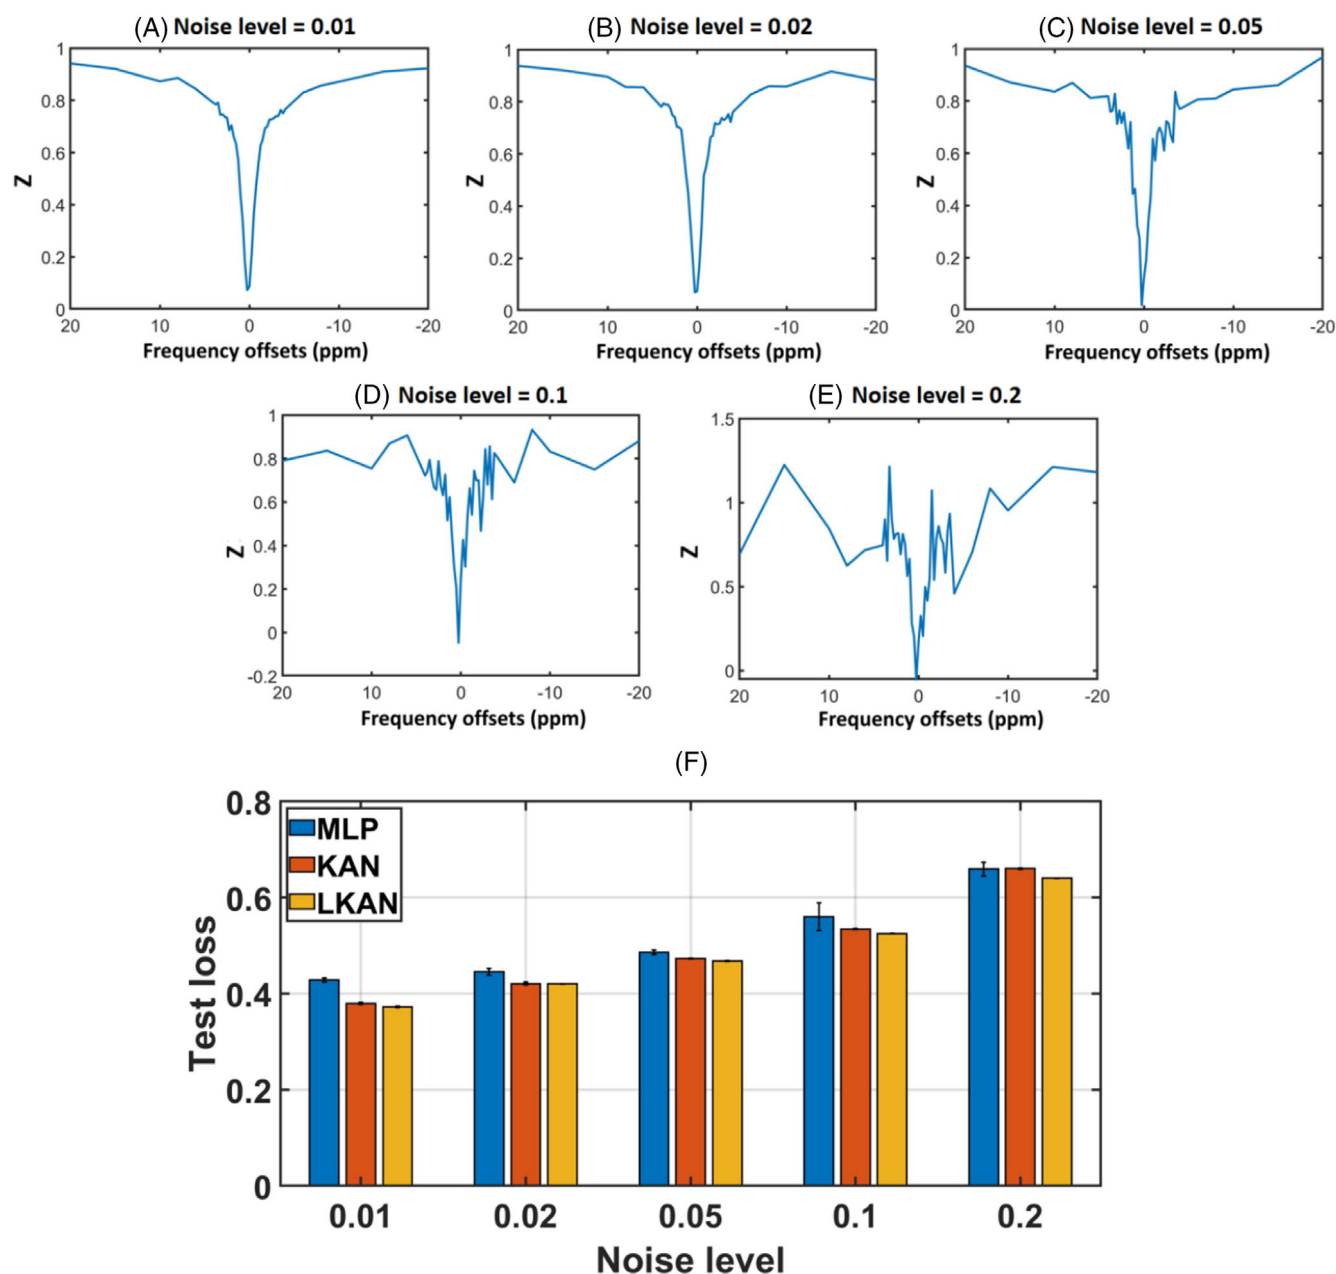 (A) Noise level = 0.01
(B) Noise level = 0.02
(C) Noise level = 0.05
1
0.8
0.6
0.4
0.2
0
Z
20 10 0 -10 -20
Frequency offsets (ppm)
1
0.8
0.6
0.4
0.2
0
Z
20 10 0 -10 -20
Frequency offsets (ppm)
1
0.8
0.6
0.4
0.2
0
Z
20 10 0 -10 -20
Frequency offsets (ppm)
(D) Noise level = 0.1
(E) Noise level = 0.2
1
0.8
0.6
0.4
0.2
0
-0.2
Z
20 10 0 -10 -20
Frequency offsets (ppm)
1.5
1
0.5
0
Z
20 10 0 -10 -20
Frequency offsets (ppm)
(F)
0.8
0.6
0.4
0.2
0
Test loss
MLP
KAN
LKAN
0.01 0.02 0.05 0.1 0.2
Noise level